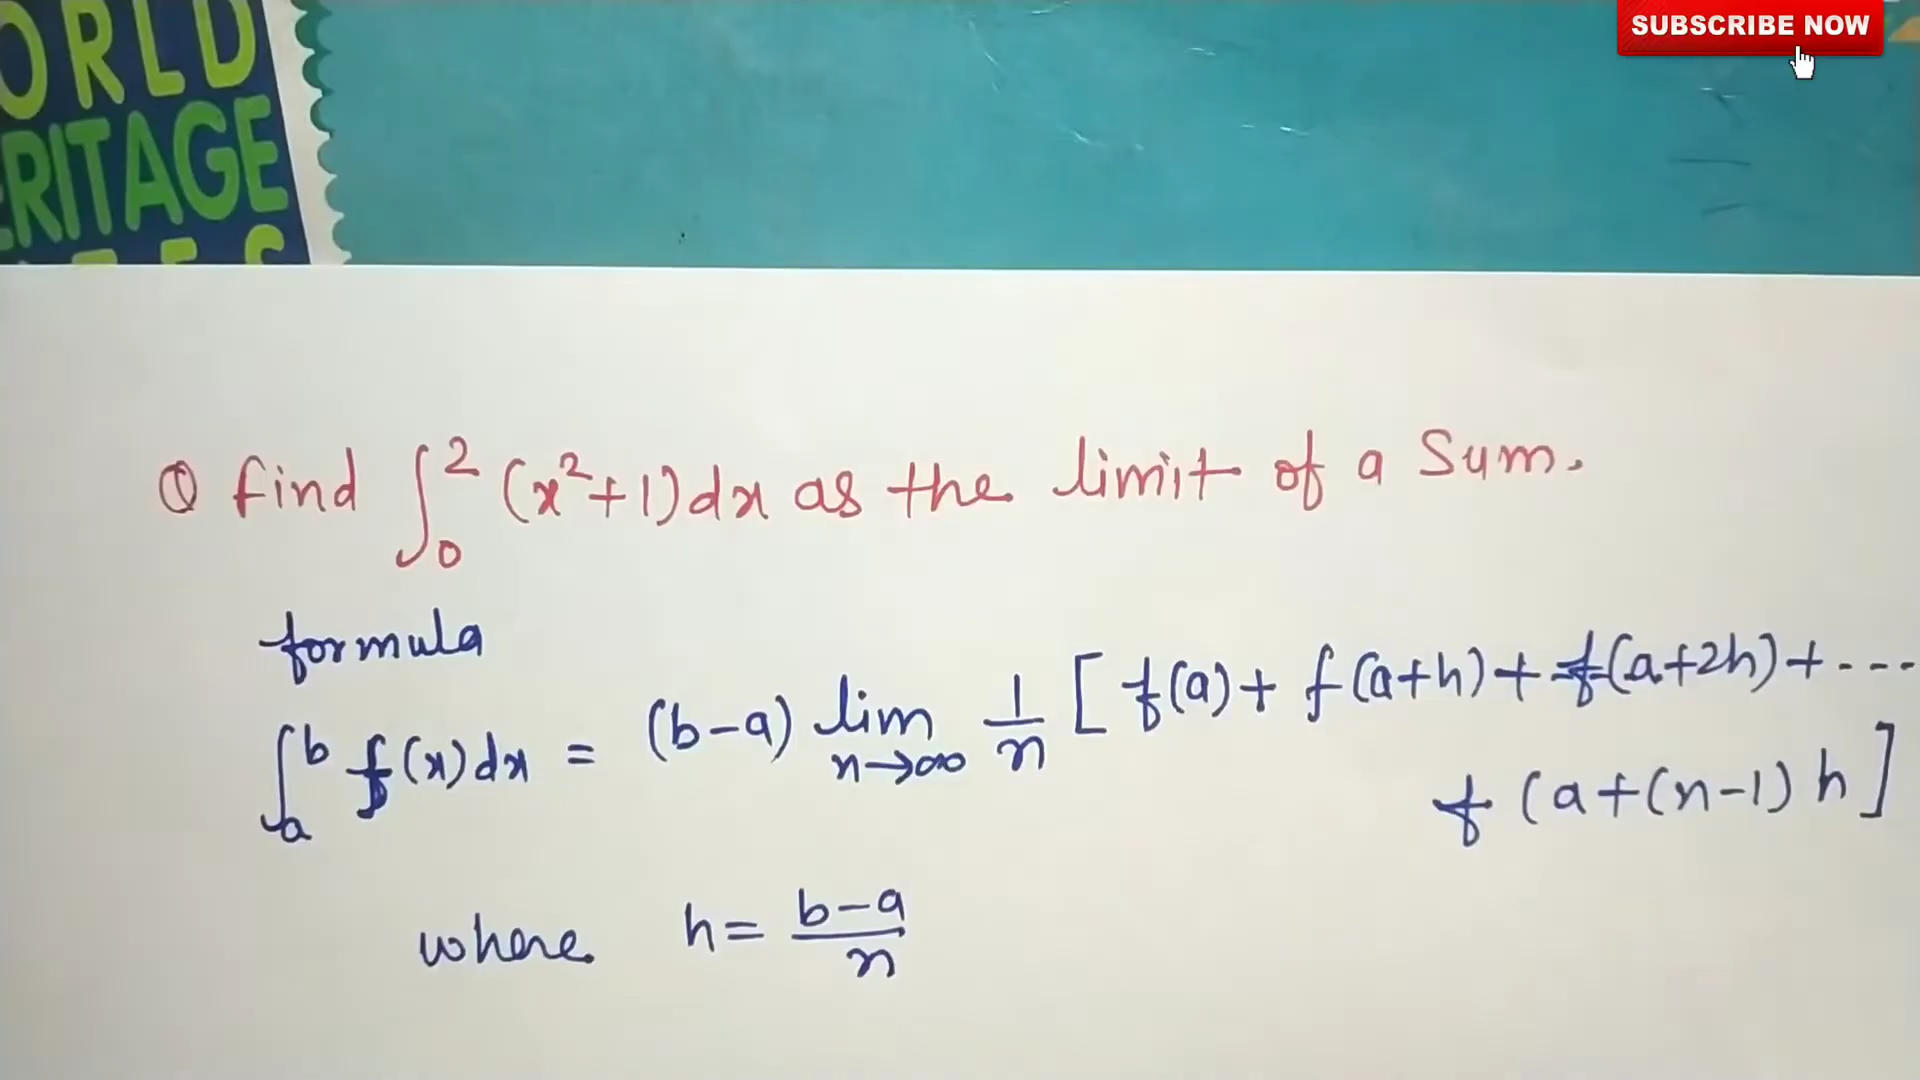 ORLD
SUBSCRIBE NOW
RITAGE
① find ∫₀² (x²+1)dx as the limit of a Sum.
formula
∫ₐᵇ f(x)dx = (b-a) lim n→∞ 1/n [ f(a)+ f(a+h)+ f(a+2h)+ ----
f (a+(n-1) h ]
where h= b-a/n